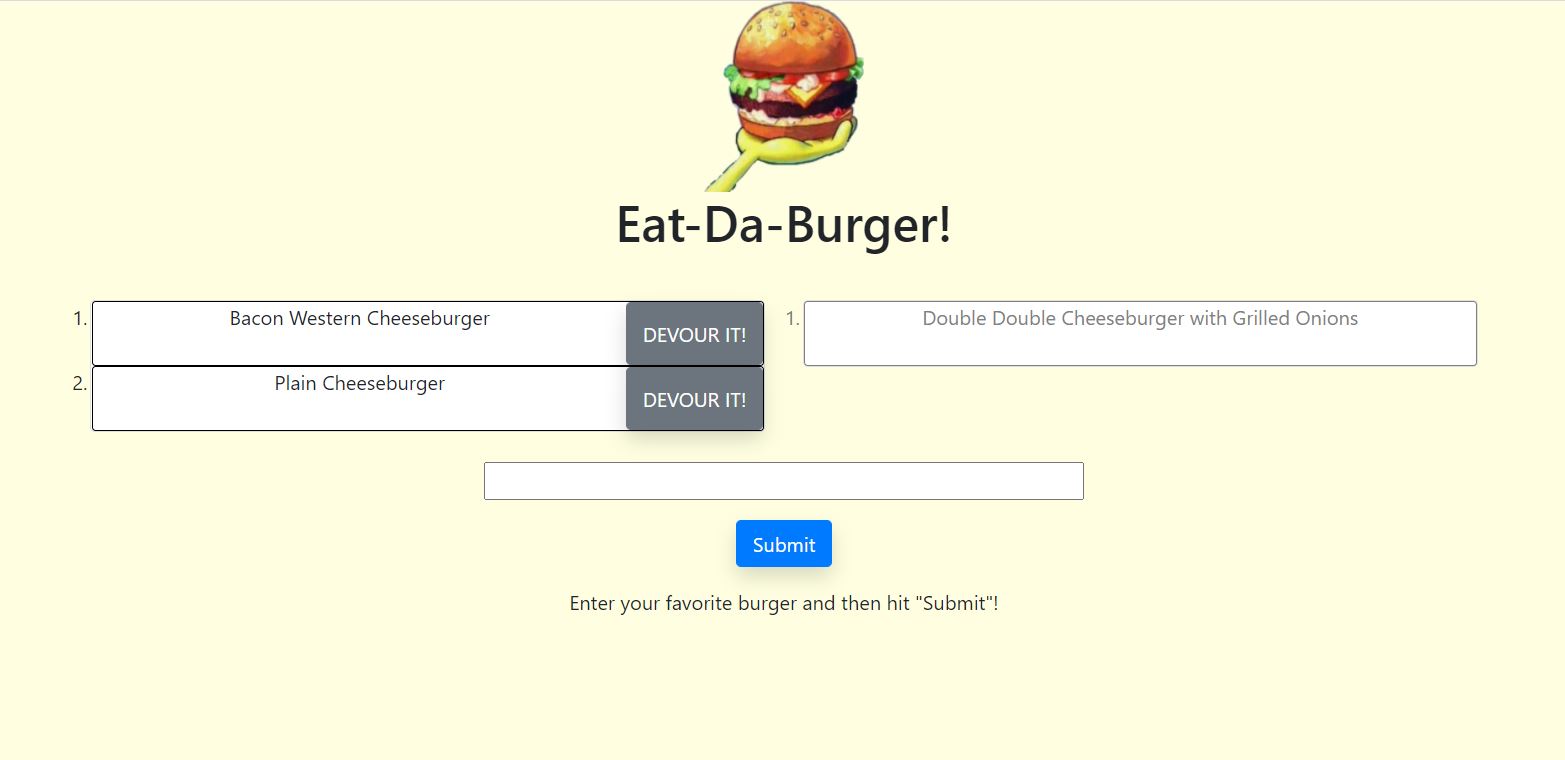 Eat-Da-Burger!
1. Bacon Western Cheeseburger DEVOUR IT!
2. Plain Cheeseburger DEVOUR IT!
1. Double Double Cheeseburger with Grilled Onions
Submit
Enter your favorite burger and then hit "Submit"!